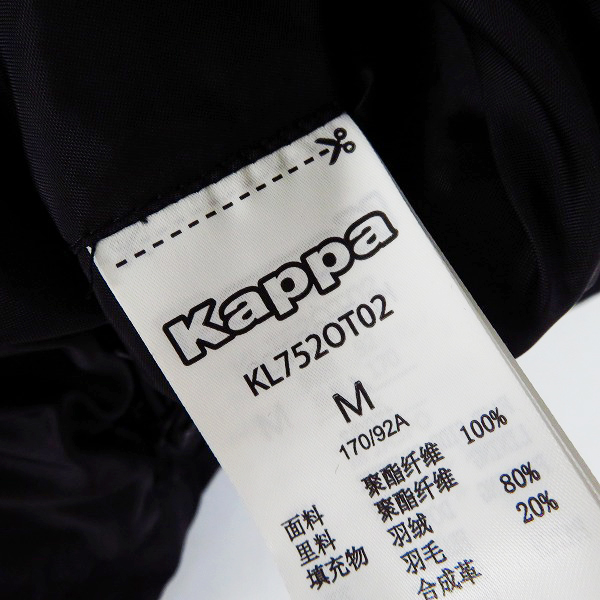 Kappa
KL752OT02
M
170/92A
面料 聚酯纤维 100%
里料 聚酯纤维
填充物 羽绒 80%
羽毛 20%
合成革